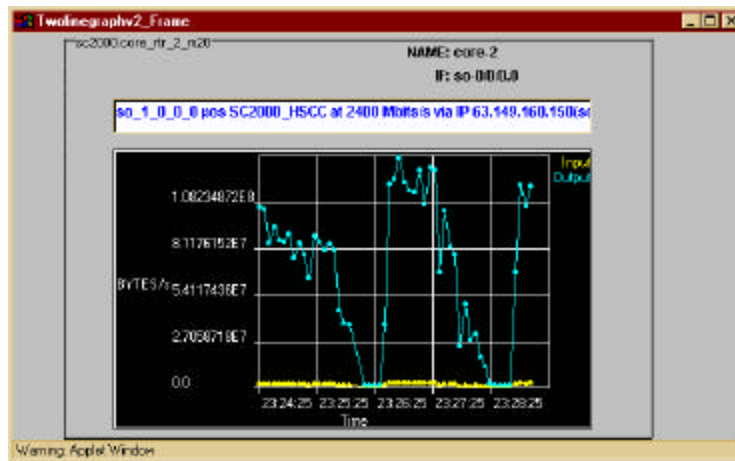 Twolinegraphv2_Frame
sc2000.core_rtr_2_m20
NAME: core-2
IF: so-0/0/0.0
so_1_0_0_0 pos SC2000_HSCC at 2400 Mbits/s via IP 63.149.160.150(so
Input
Output
1.08234872E8
8.1176152E7
BYTES/s
5.4117436E7
2.7058718E7
0.0
23:24:25 23:25:25 23:26:25 23:27:25 23:28:25
Time
Warning: Applet Window